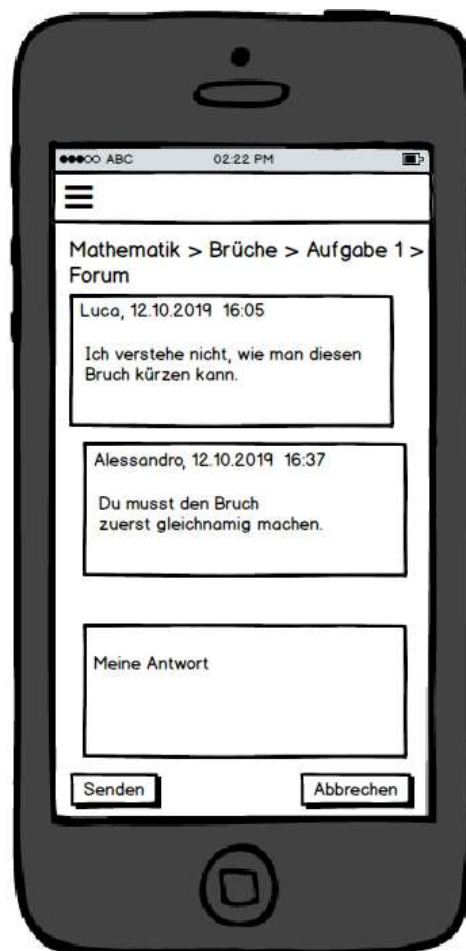 ABC 02:22 PM
Mathematik > Brüche > Aufgabe 1 >
Forum
Luca, 12.10.2019 16:05
Ich verstehe nicht, wie man diesen
Bruch kürzen kann.
Alessandro, 12.10.2019 16:37
Du musst den Bruch
zuerst gleichnamig machen.
Meine Antwort
Senden Abbrechen